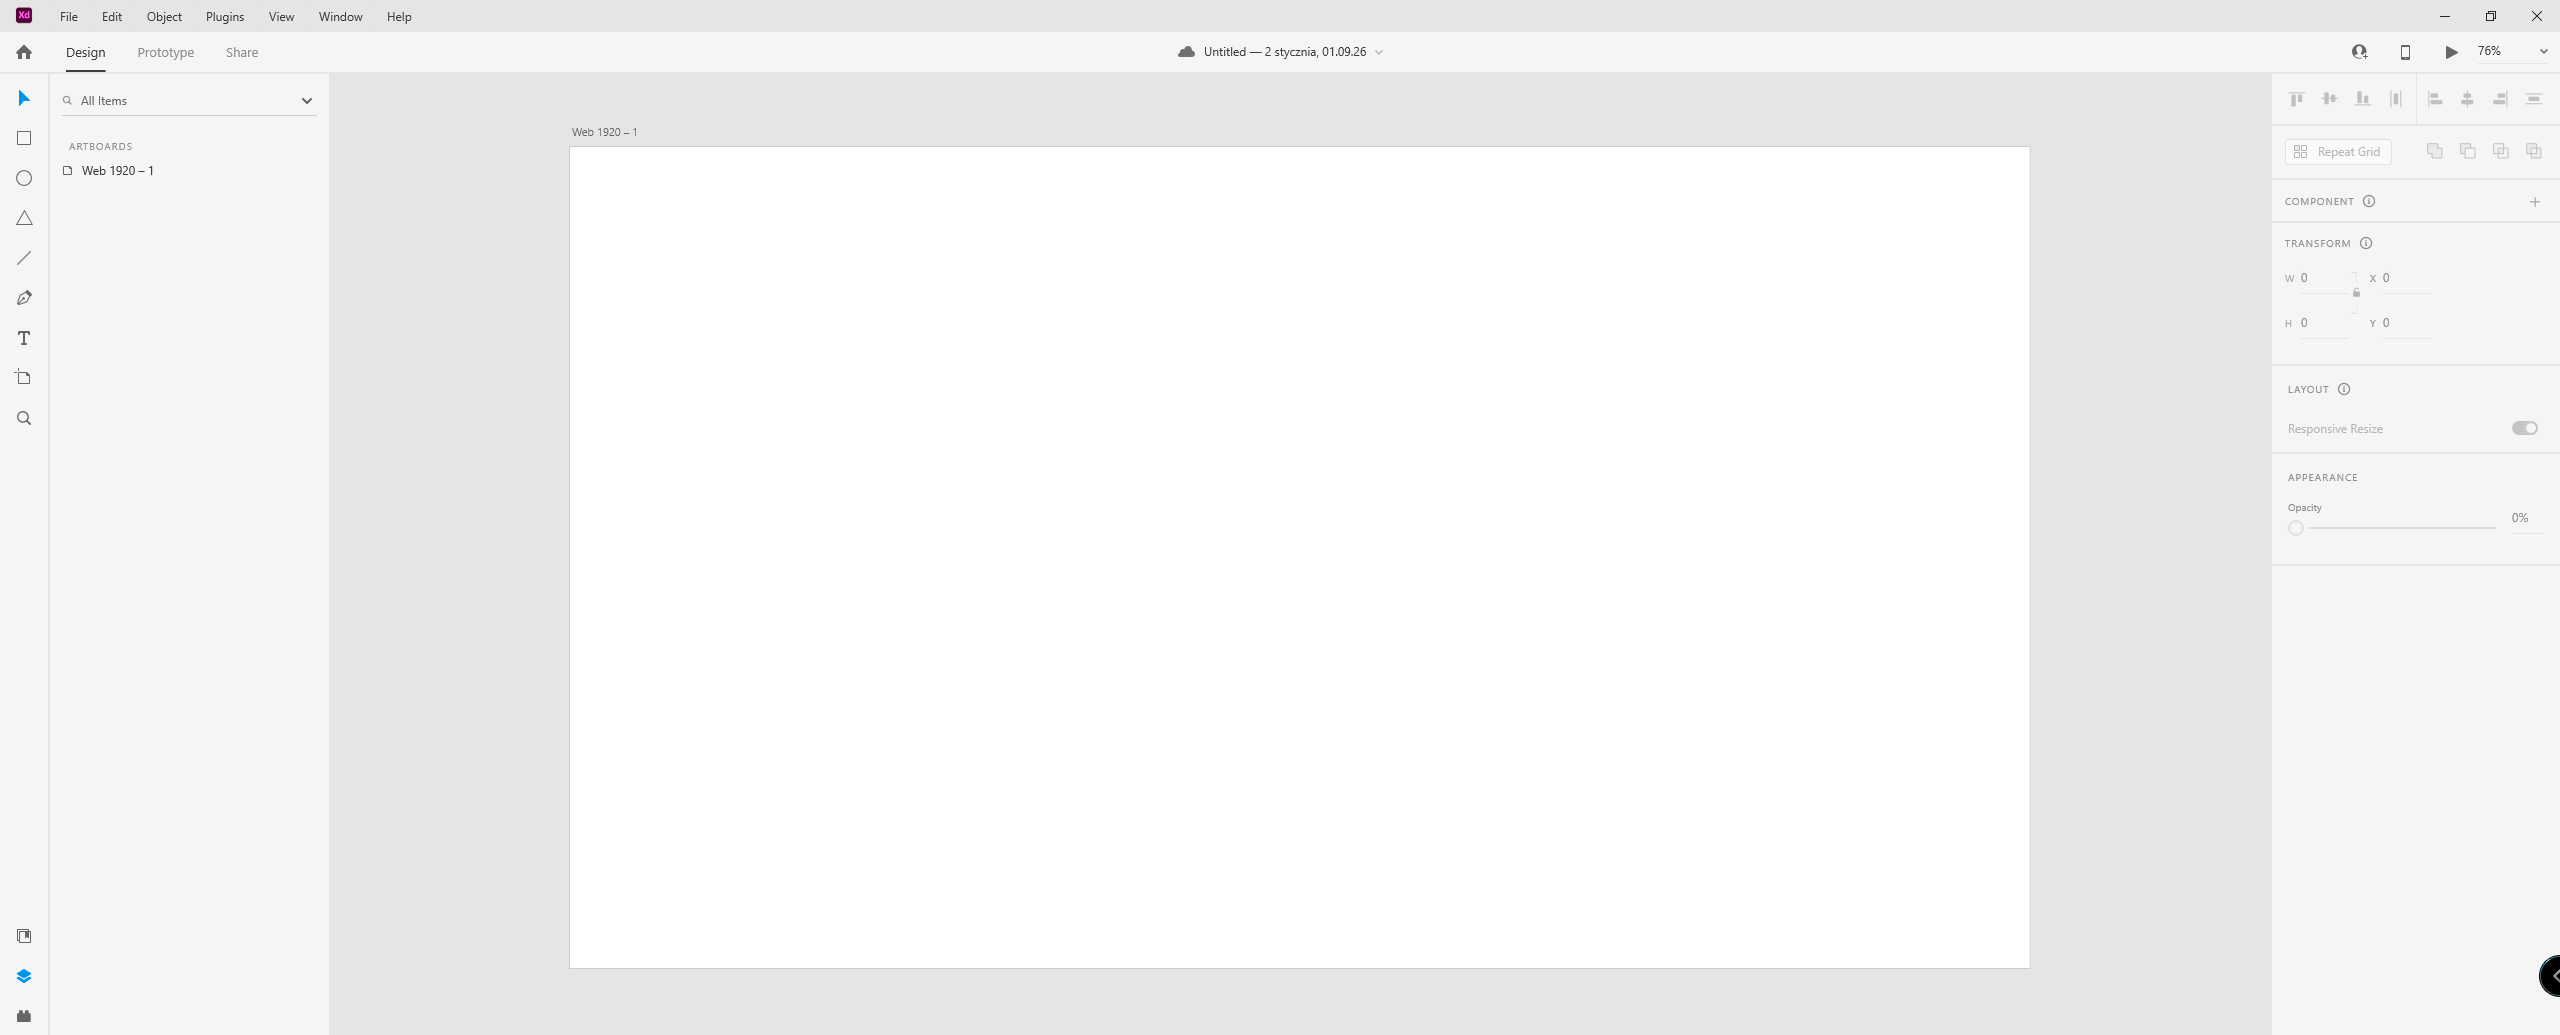 Xd File Edit Object Plugins View Window Help
Design Prototype Share
Untitled — 2 stycznia, 01.09.26
76%
All Items
ARTBOARDS
Web 1920 – 1
Web 1920 – 1
Repeat Grid
COMPONENT
TRANSFORM
W 0 X 0
H 0 Y 0
LAYOUT
Responsive Resize
APPEARANCE
Opacity
0%